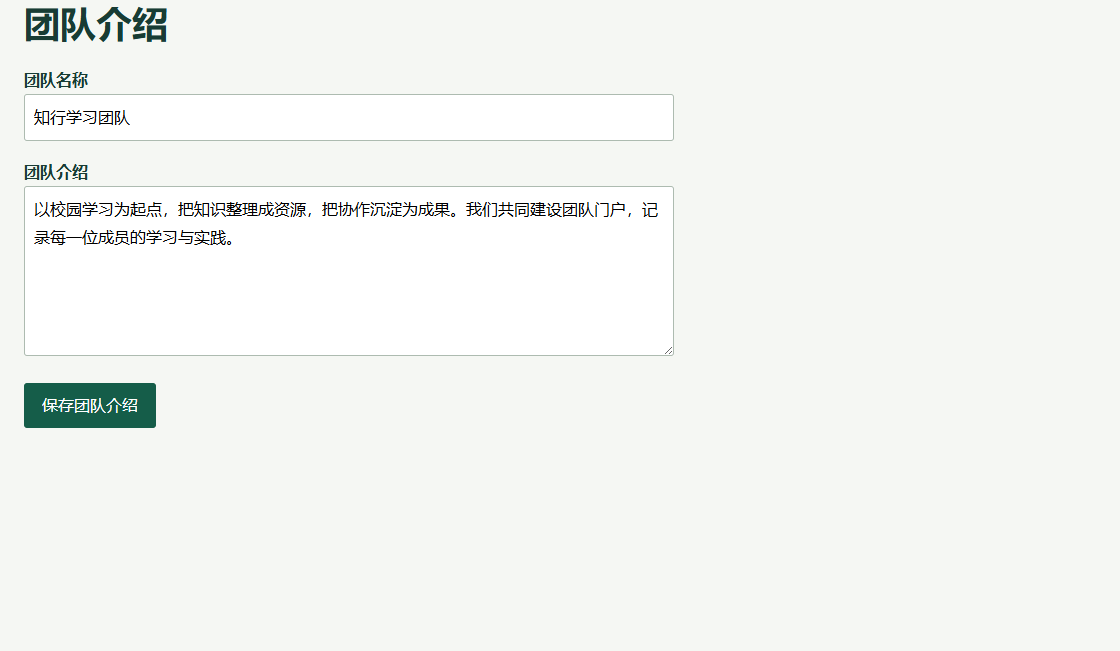 团队介绍
团队名称
知行学习团队
团队介绍
以校园学习为起点，把知识整理成资源，把协作沉淀为成果。我们共同建设团队门户，记
录每一位成员的学习与实践。
保存团队介绍